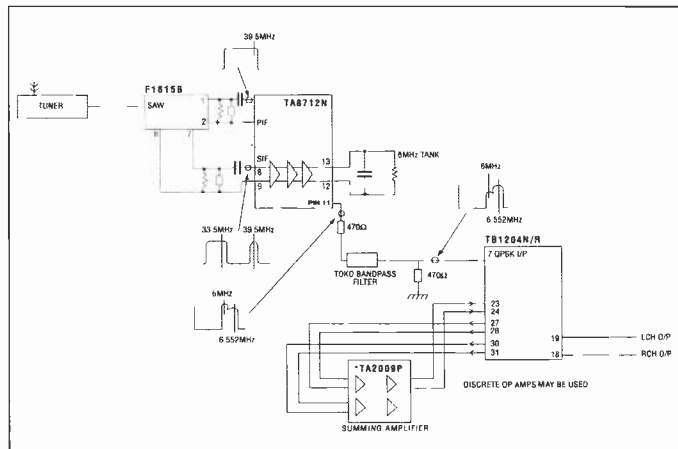 39 5MHz
F1815B
TA8712N
TUNER
SAW
1
2
PIF
8
7
SIF
8
9
13
12
6MHz TANK
PIN 11
470Ω
6MHz
6 552MHz
33 5MHz 39 5MHz
TB1204N/R
7 QPSK I/P
TOKO BANDPASS
FILTER
470Ω
6MHz
6 552MHz
23
24
27
28
30
31
19
18
LCH O/P
RCH O/P
*TA2009P
DISCRETE OP AMPS MAY BE USED
SUMMING AMPLIFIER